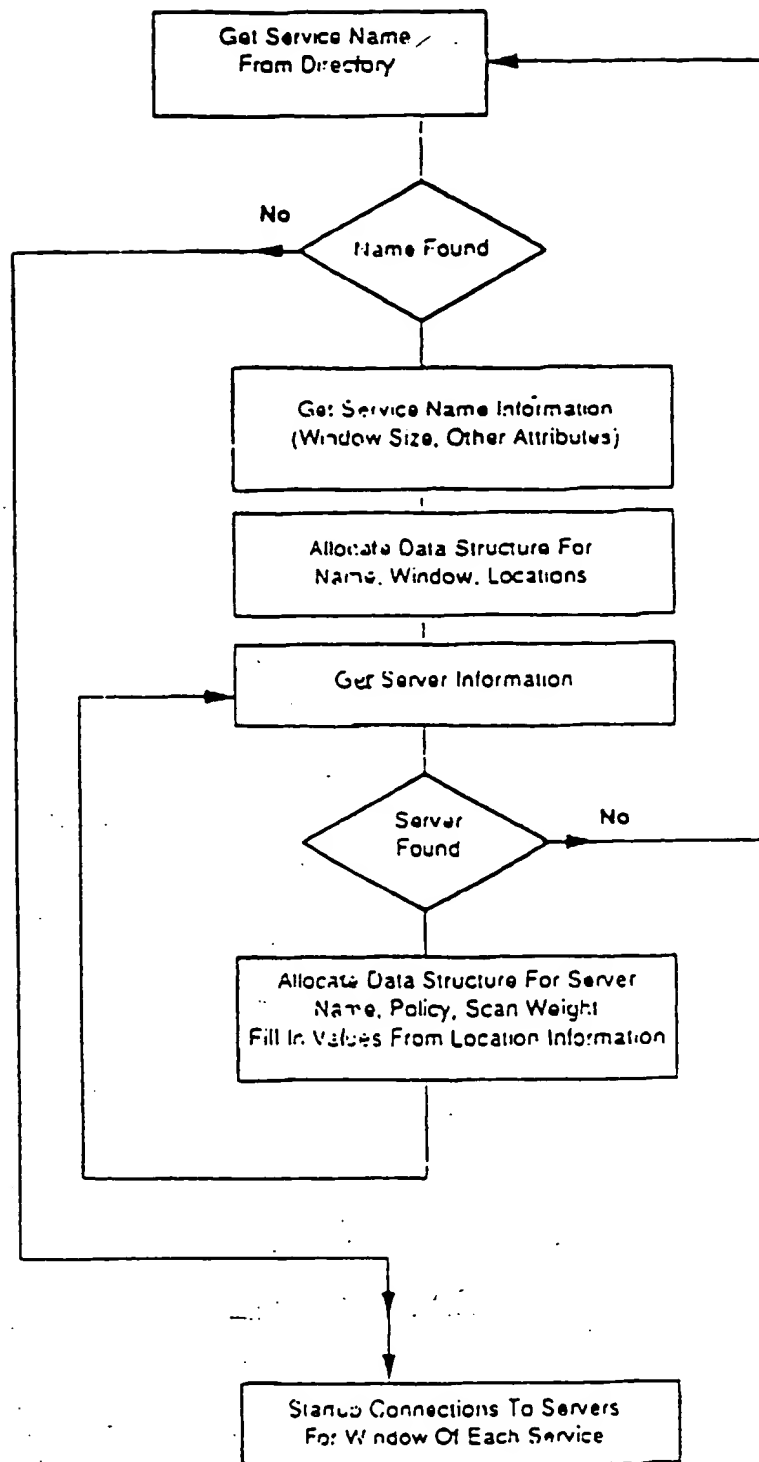 Get Service Name
From Directory
No
Name Found
Get Service Name Information
(Window Size, Other Attributes)
Allocate Data Structure For
Name, Window, Locations
Get Server Information
Server
Found
No
Allocate Data Structure For Server
Name, Policy, Scan Weight
Fill In Values From Location Information
Startup Connections To Servers
For Window Of Each Service